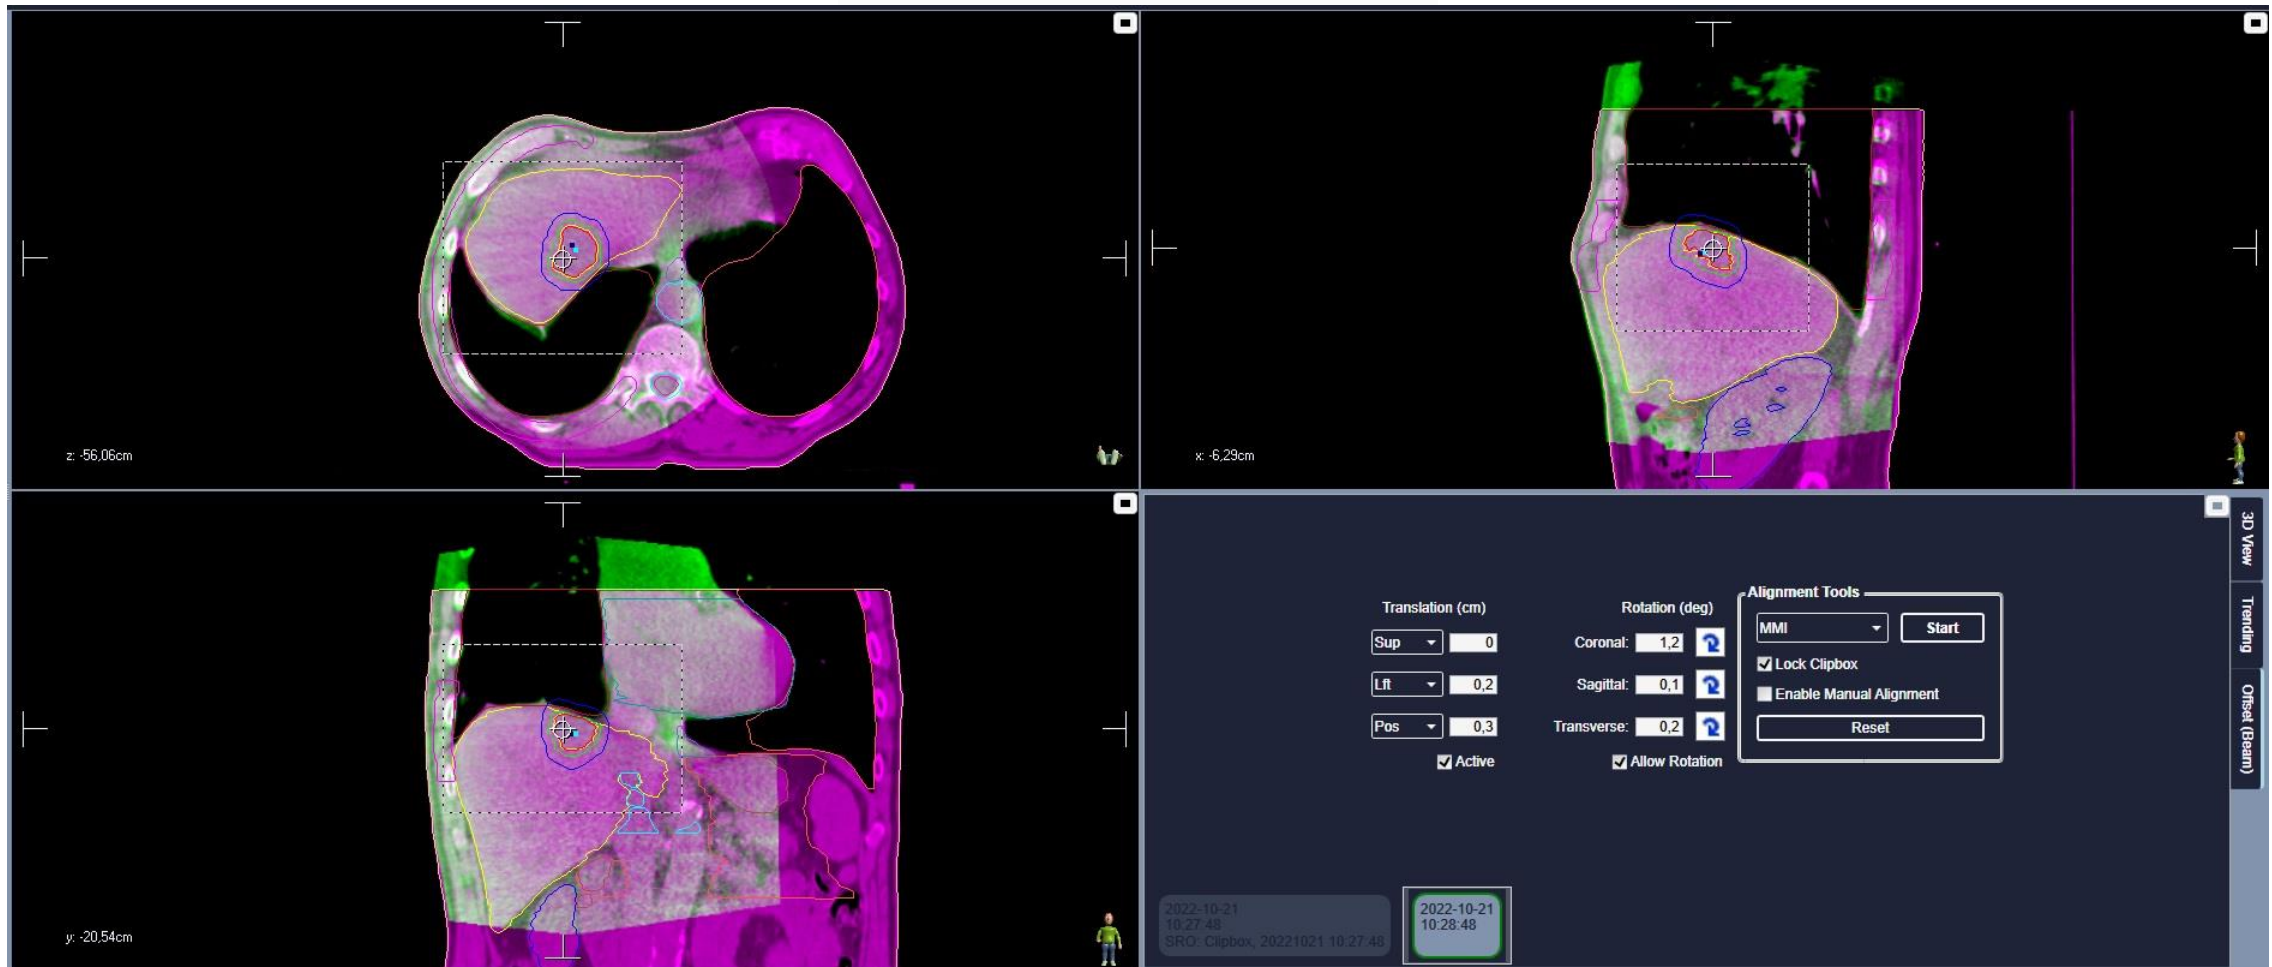 z: -56,06cm
x: -6,29cm
y: -20,54cm
3D View
Trending
Offset (Beam)
Translation (cm)
Sup 0
Lft 0,2
Pos 0,3
Active
Rotation (deg)
Coronal: 1,2
Sagittal: 0,1
Transverse: 0,2
Allow Rotation
Alignment Tools
MMI Start
Lock Clipbox
Enable Manual Alignment
Reset
2022-10-21
10:27:48
SRO: Clipbox, 20221021 10:27:48
2022-10-21
10:28:48